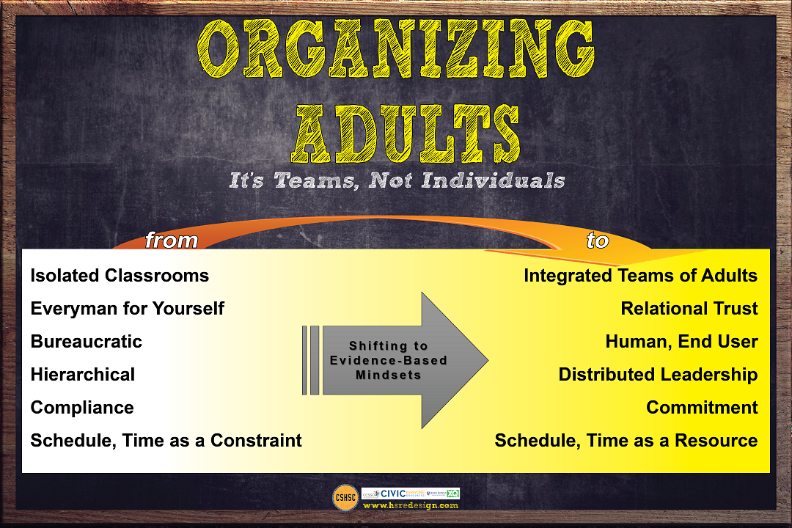 ORGANIZING
ADULTS
It's Teams, Not Individuals
from
to
Isolated Classrooms
Everyman for Yourself
Bureaucratic
Hierarchical
Compliance
Schedule, Time as a Constraint
Shifting to
Evidence-Based
Mindsets
Integrated Teams of Adults
Relational Trust
Human, End User
Distributed Leadership
Commitment
Schedule, Time as a Resource
CSHSC
CIVIC
www.hsredesign.com